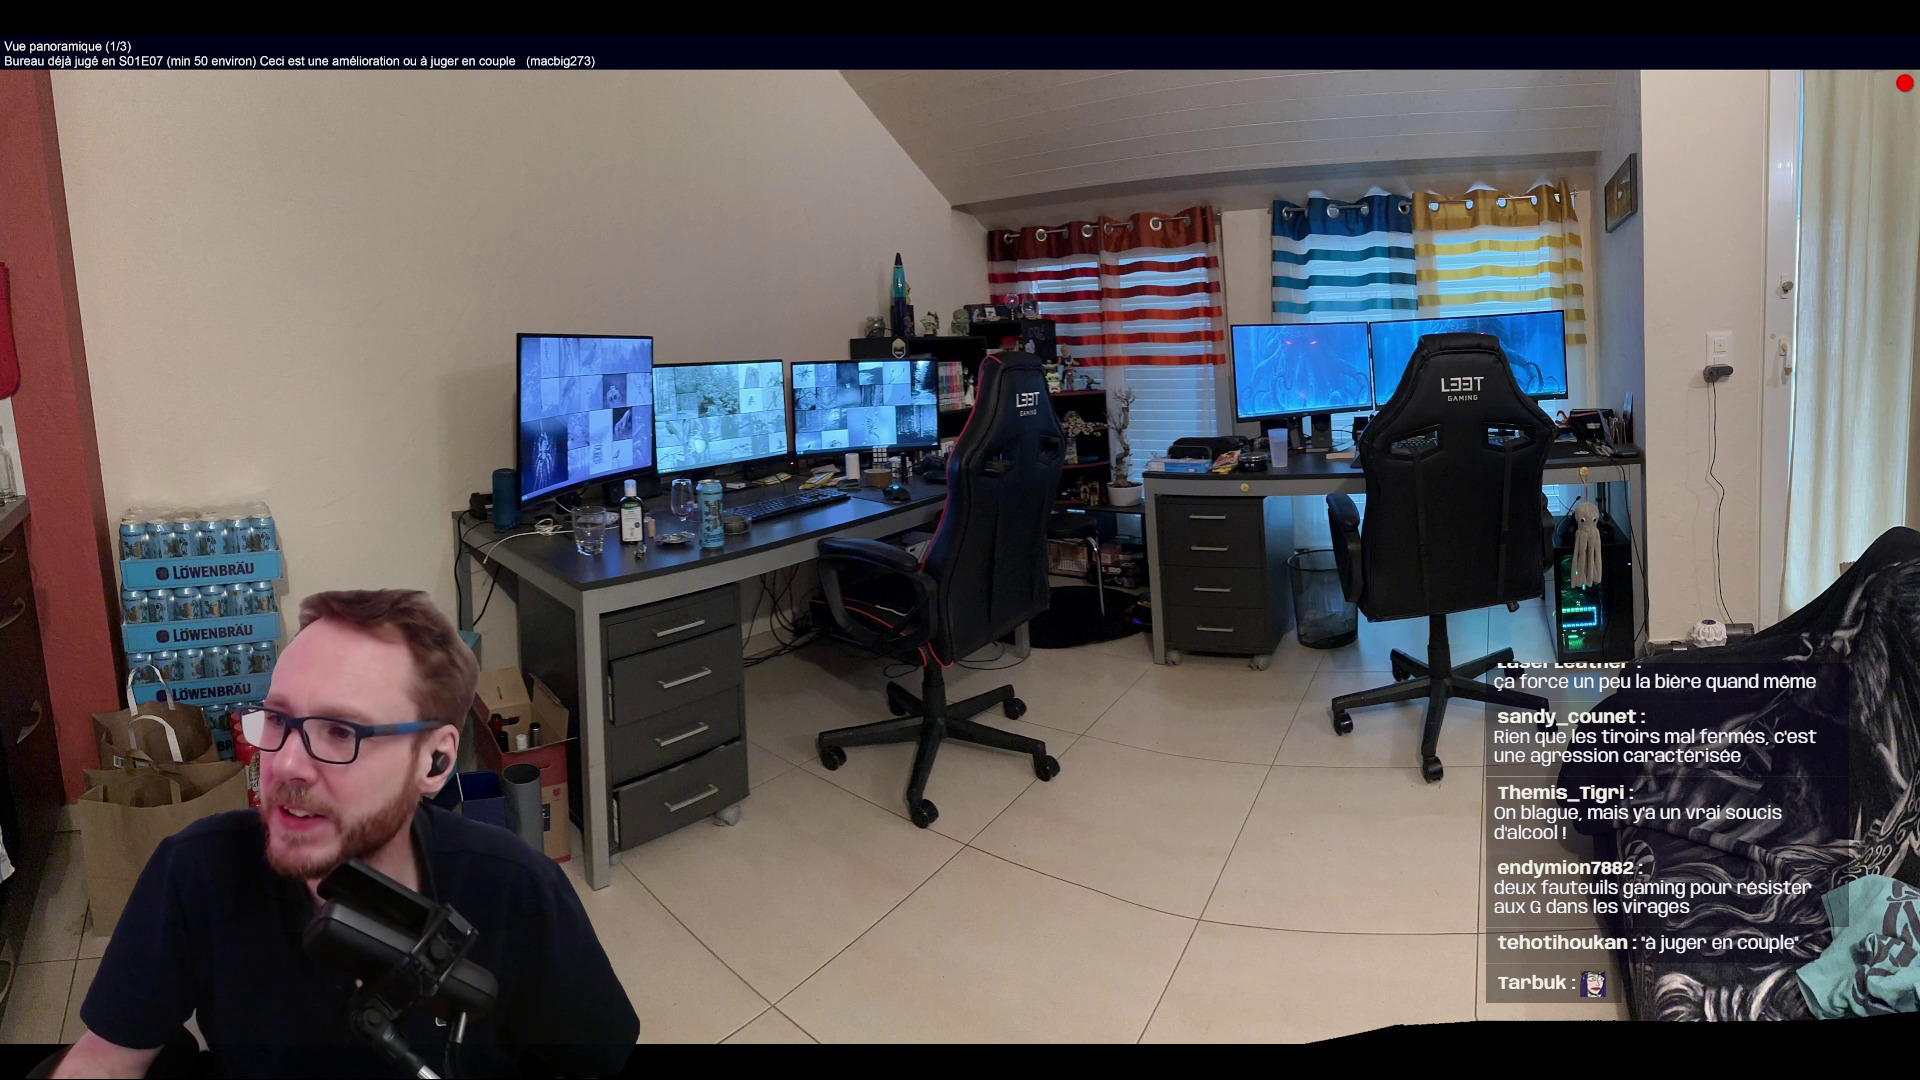 Vue panoramique (1/3)
Bureau déjà jugé en S01E07 (min 50 environ) Ceci est une amélioration ou à juger en couple (macbig273)
L33T
GAMING
L33T
GAMING
LÖWENBRÄU
LÖWENBRÄU
LÖWENBRÄU
Laser Leather :
ça force un peu la bière quand même
sandy_counet :
Rien que les tiroirs mal fermés, c'est
une agression caractérisée
Themis_Tigri :
On blague, mais y'a un vrai soucis
d'alcool !
endymion7882 :
deux fauteuils gaming pour résister
aux G dans les virages
tehotihoukan : "à juger en couple"
Tarbuk :